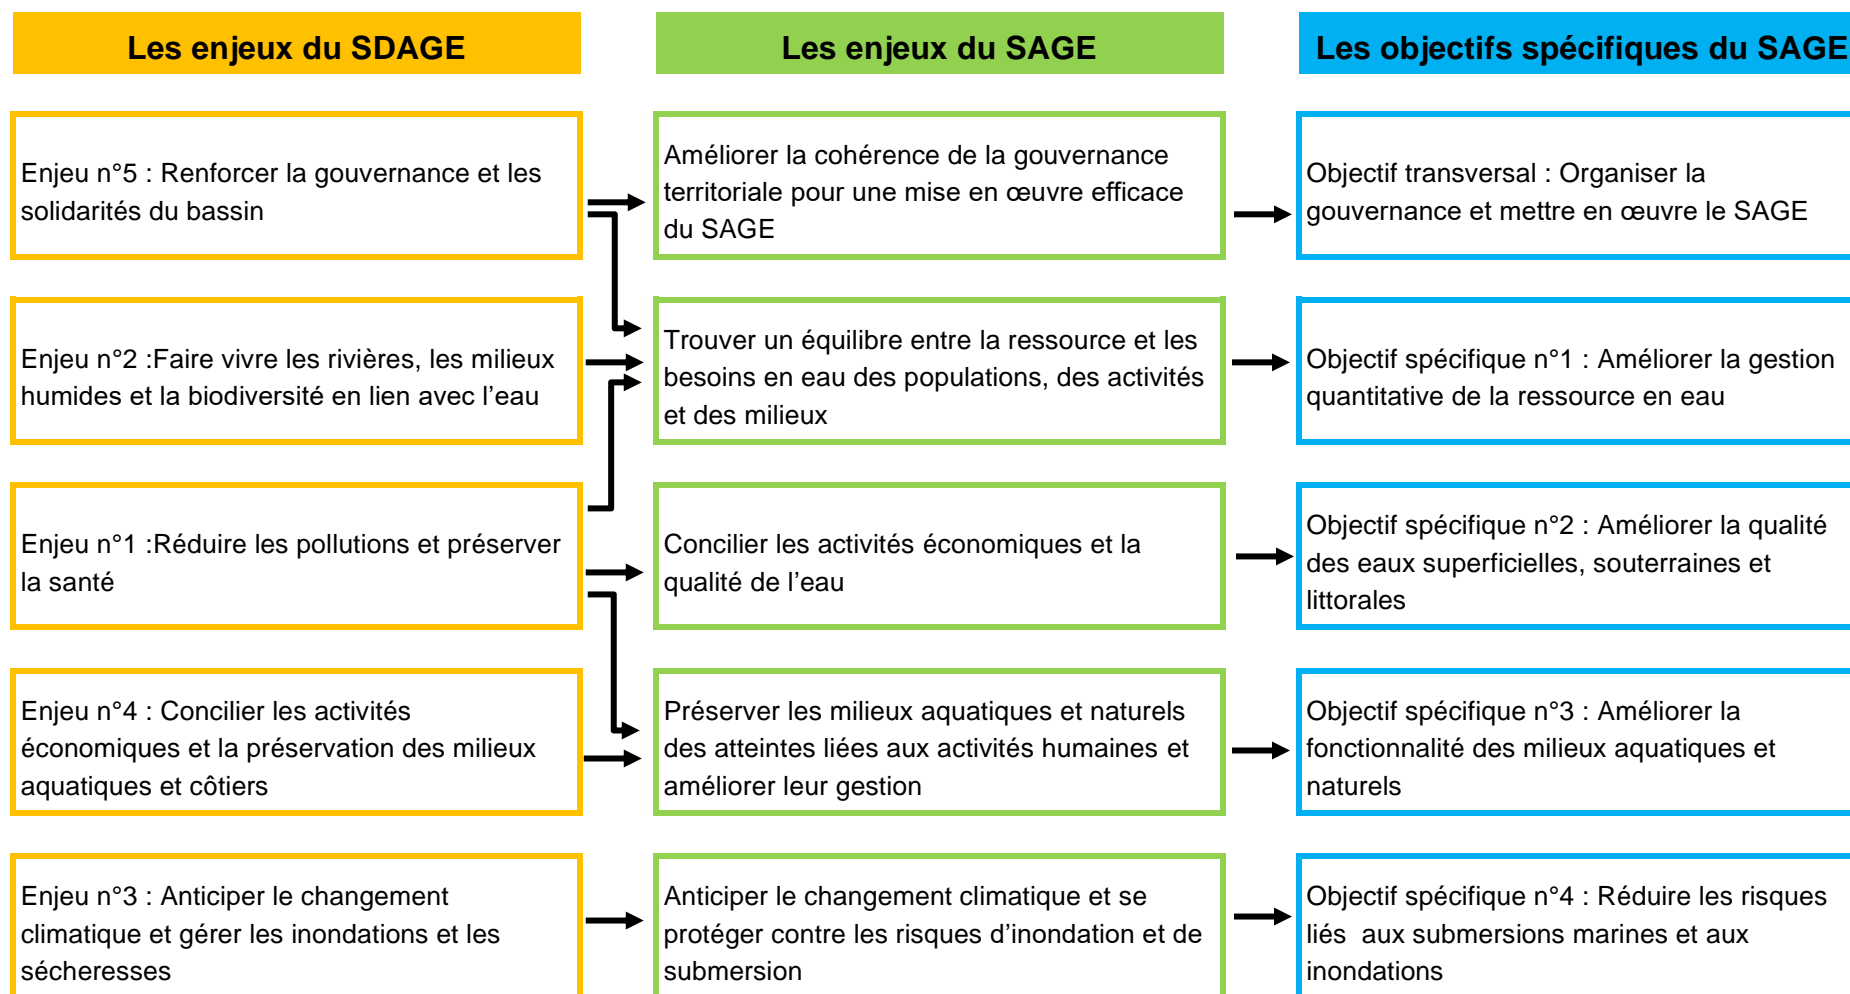 Les enjeux du SDAGE
Les enjeux du SAGE
Les objectifs spécifiques du SAGE
Enjeu n°5 : Renforcer la gouvernance et les
solidarités du bassin
Améliorer la cohérence de la gouvernance
territoriale pour une mise en œuvre efficace
du SAGE
Objectif transversal : Organiser la
gouvernance et mettre en œuvre le SAGE
Enjeu n°2 :Faire vivre les rivières, les milieux
humides et la biodiversité en lien avec l’eau
Trouver un équilibre entre la ressource et les
besoins en eau des populations, des activités
et des milieux
Objectif spécifique n°1 : Améliorer la gestion
quantitative de la ressource en eau
Enjeu n°1 :Réduire les pollutions et préserver
la santé
Concilier les activités économiques et la
qualité de l’eau
Objectif spécifique n°2 : Améliorer la qualité
des eaux superficielles, souterraines et
littorales
Enjeu n°4 : Concilier les activités
économiques et la préservation des milieux
aquatiques et côtiers
Préserver les milieux aquatiques et naturels
des atteintes liées aux activités humaines et
améliorer leur gestion
Objectif spécifique n°3 : Améliorer la
fonctionnalité des milieux aquatiques et
naturels
Enjeu n°3 : Anticiper le changement
climatique et gérer les inondations et les
sécheresses
Anticiper le changement climatique et se
protéger contre les risques d’inondation et de
submersion
Objectif spécifique n°4 : Réduire les risques
liés  aux submersions marines et aux
inondations